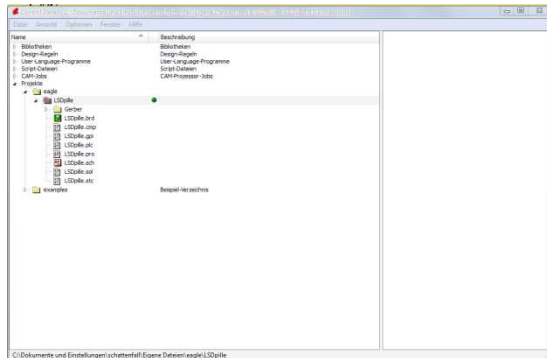 Datei Ansicht Optionen Fenster Hilfe
Name Beschreibung
Bibliotheken Bibliotheken
Design-Regeln Design-Regeln
User-Language-Programme User-Language-Programme
Script-Dateien Script-Dateien
CAM-Jobs CAM-Prozessor-Jobs
Projekte
eagle
LSDpille
Gerber
LSDpille.brd
LSDpille.cmp
LSDpille.gpi
LSDpille.plc
LSDpille.pro
LSDpille.sch
LSDpille.sol
LSDpille.stc
examples Beispiel-Verzeichnis
C:\Dokumente und Einstellungen\schattenfall\Eigene Dateien\eagle\LSDpille